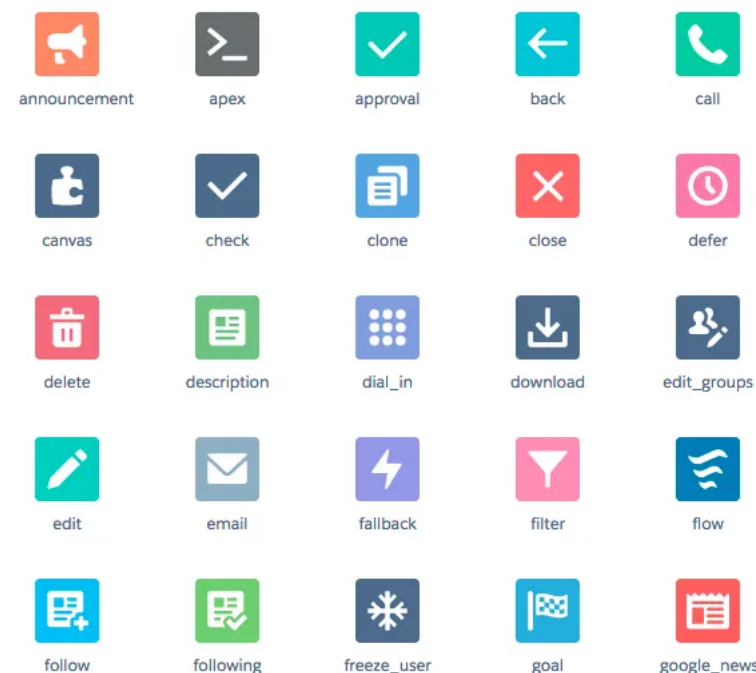 announcement apex approval back call
canvas check clone close defer
delete description dial_in download edit_groups
edit email fallback filter flow
follow following freeze_user goal google_news